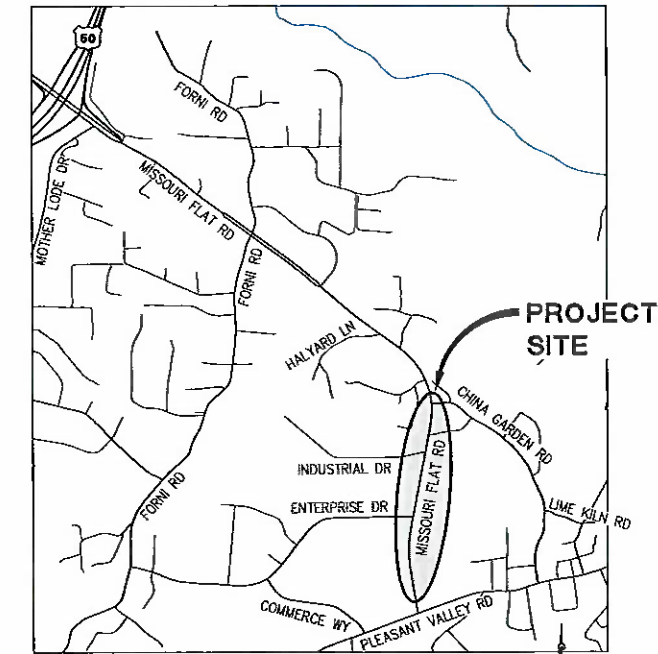 50
FORNI RD
MOTHER LODE DR
MISSOURI FLAT RD
FORNI RD
PROJECT
SITE
HALYARD LN
CHINA GARDEN RD
INDUSTRIAL DR
MISSOURI FLAT RD
FORNI RD
ENTERPRISE DR
LIME KILN RD
COMMERCE WY
PLEASANT VALLEY RD